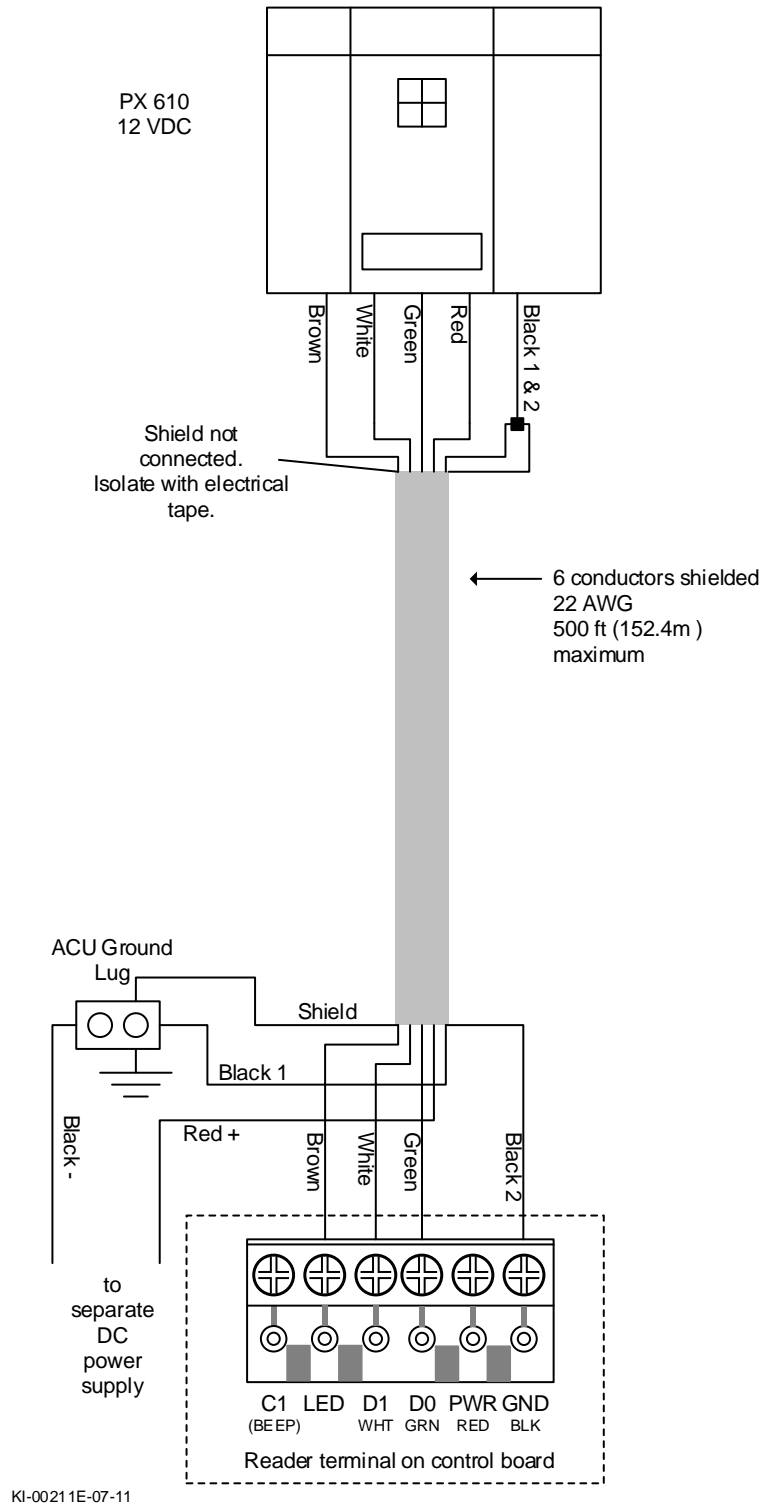 PX 610
12 VDC
Brown
White
Green
Red
Black 1 & 2
Shield not
connected.
Isolate with electrical
tape.
6 conductors shielded
22 AWG
500 ft (152.4m )
maximum
ACU Ground
Lug
Shield
Black 1
Red +
Black -
Brown
White
Green
Black 2
to
separate
DC
power
supply
C1 LED D1 D0 PWR GND
(BEEP) WHT GRN RED BLK
Reader terminal on control board
KI-00211E-07-11